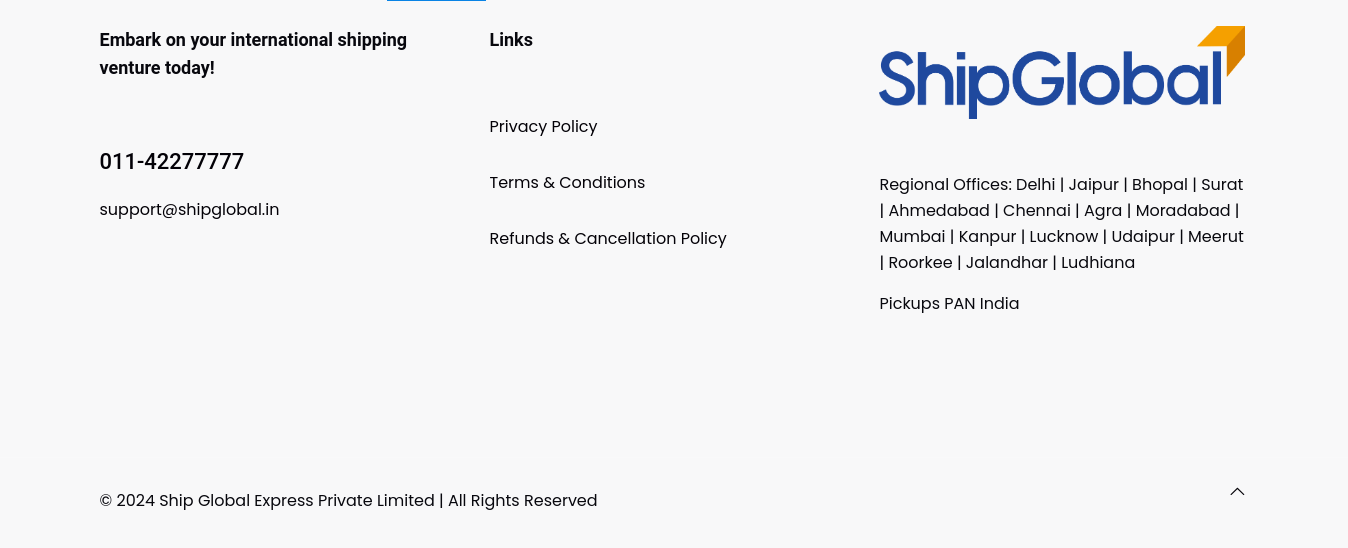 Embark on your international shipping
venture today!
011-42277777
support@shipglobal.in
Links
Privacy Policy
Terms & Conditions
Refunds & Cancellation Policy
ShipGlobal
Regional Offices: Delhi | Jaipur | Bhopal | Surat
| Ahmedabad | Chennai | Agra | Moradabad |
Mumbai | Kanpur | Lucknow | Udaipur | Meerut
| Roorkee | Jalandhar | Ludhiana
Pickups PAN India
© 2024 Ship Global Express Private Limited | All Rights Reserved